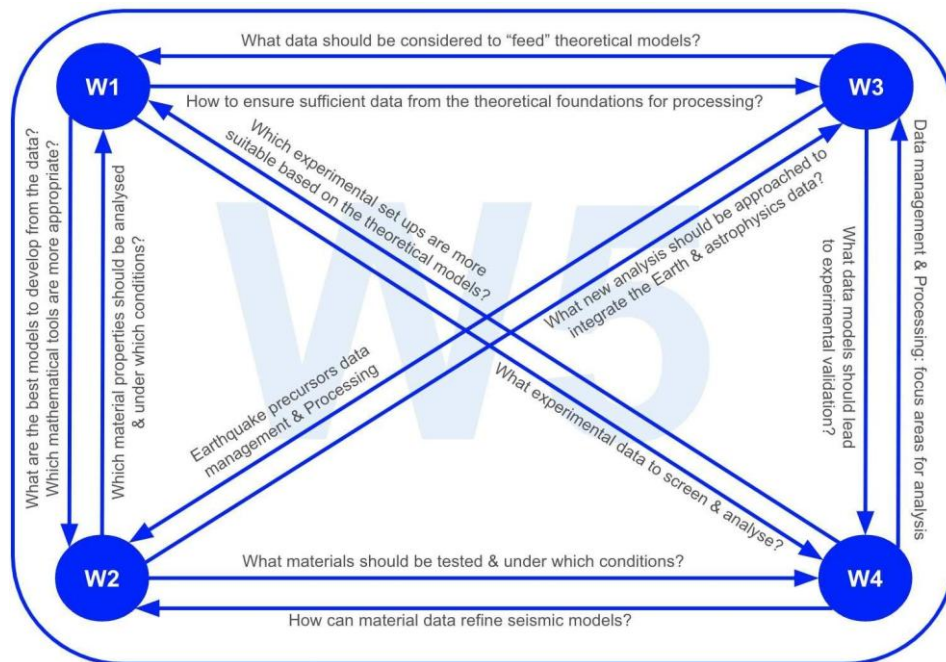 What data should be considered to “feed” theoretical models?
W1
W3
How to ensure sufficient data from the theoretical foundations for processing?
Which experimental set ups are more
suitable based on the theoretical models?
What new analysis should be approached to
integrate the Earth & astrophysics data?
What are the best models to develop from the data?
Which mathematical tools are more appropriate?
Which material properties should be analysed
& under which conditions?
W5
What data models should lead
to experimental validation?
Data management & Processing: focus areas for analysis
Earthquake precursors data
management & Processing
What experimental data to screen & analyse?
W2
What materials should be tested & under which conditions?
W4
How can material data refine seismic models?